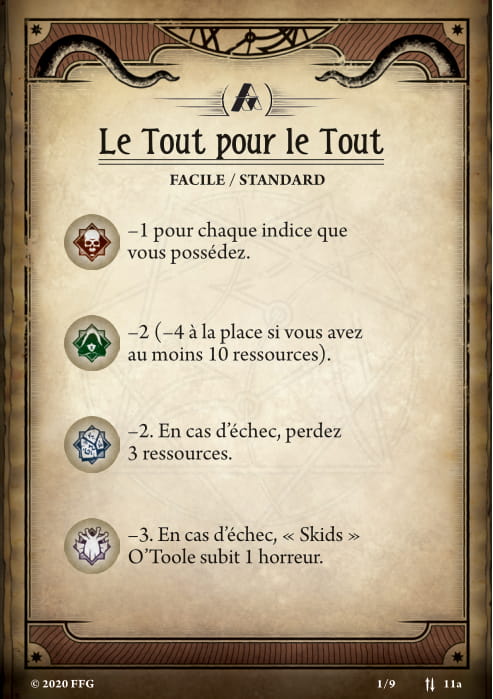 Le Tout pour le Tout
FACILE / STANDARD
–1 pour chaque indice que
vous possédez.
–2 (–4 à la place si vous avez
au moins 10 ressources).
–2. En cas d'échec, perdez
3 ressources.
–3. En cas d'échec, « Skids »
O'Toole subit 1 horreur.
© 2020 FFG 1/9 11a